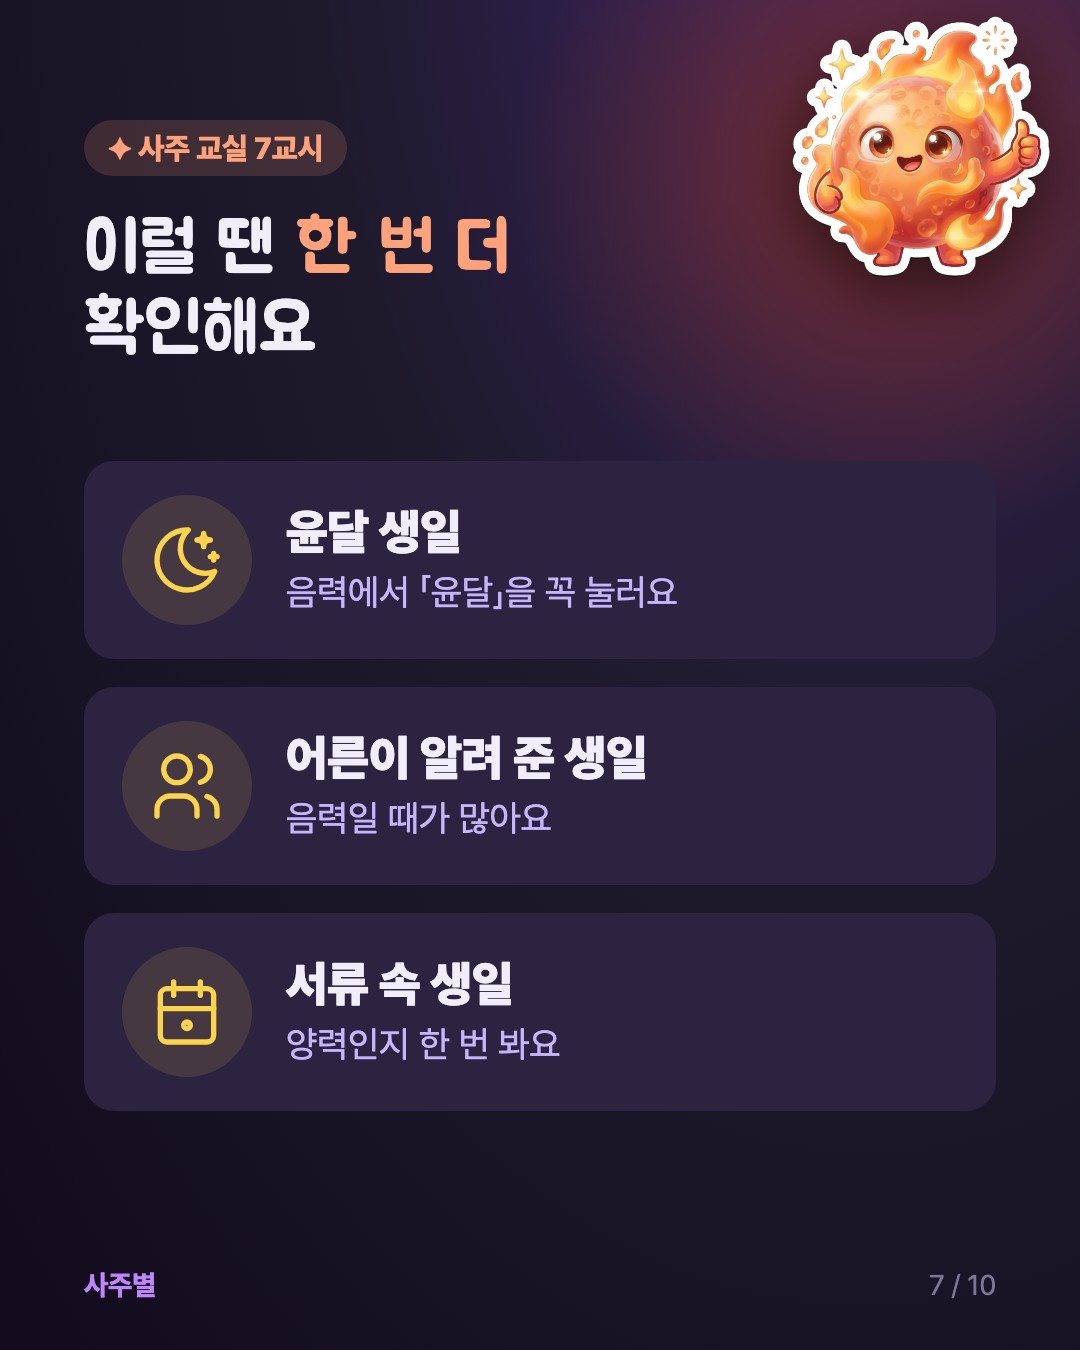 ✦ 사주 교실 7교시
이럴 땐 한 번 더
확인해요
윤달 생일
음력에서 「윤달」을 꼭 눌러요
어른이 알려 준 생일
음력일 때가 많아요
서류 속 생일
양력인지 한 번 봐요
사주별
7 / 10